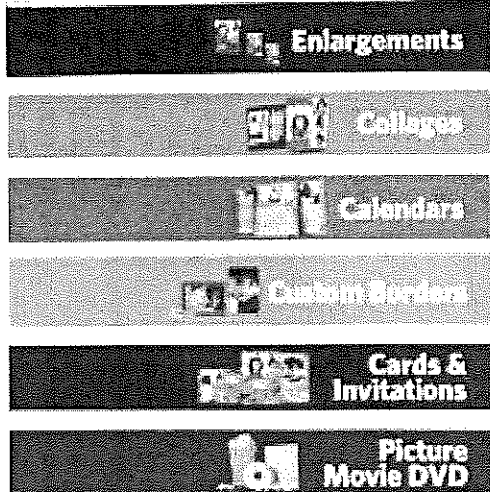 Enlargements
Collages
Calendars
Custom Borders
Cards &
Invitations
Picture
Movie DVD